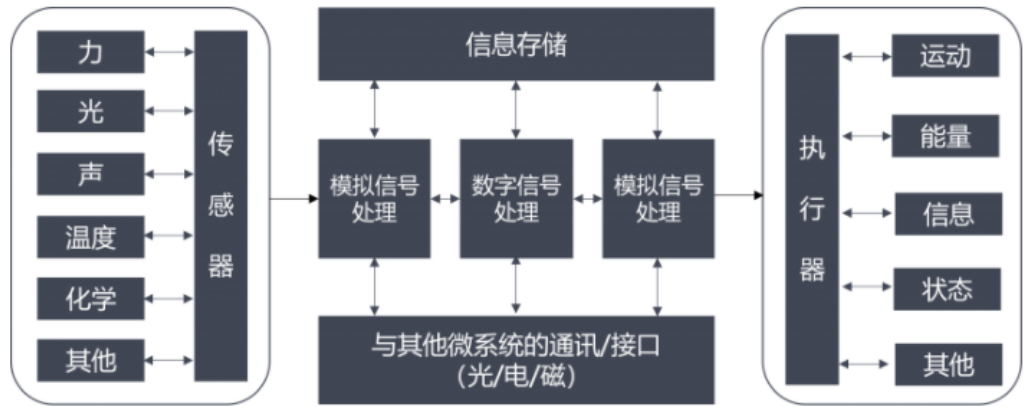 力
光
声
温度
化学
其他
传
感
器
信息存储
模拟信号
处理
数字信号
处理
模拟信号
处理
与其他微系统的通讯/接口
（光/电/磁）
执
行
器
运动
能量
信息
状态
其他